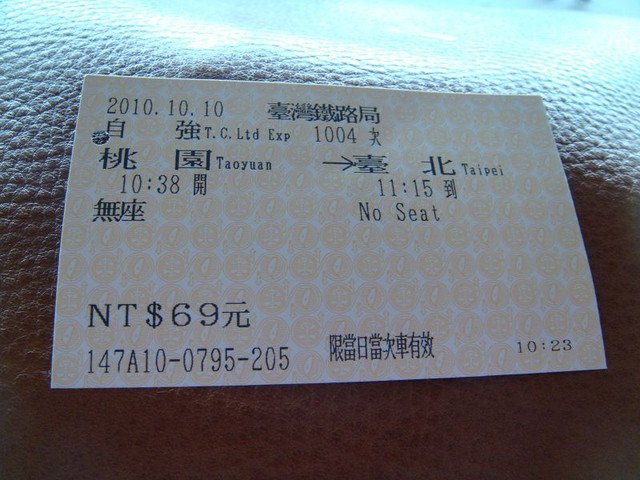 2010.10.10 臺灣鐵路局
自強 T.C.Ltd Exp 1004 次
桃園 Taoyuan → 臺北 Taipei
10:38 開 11:15 到
無座 No Seat
NT$69元
147A10-0795-205 限當日當次車有效 10:23